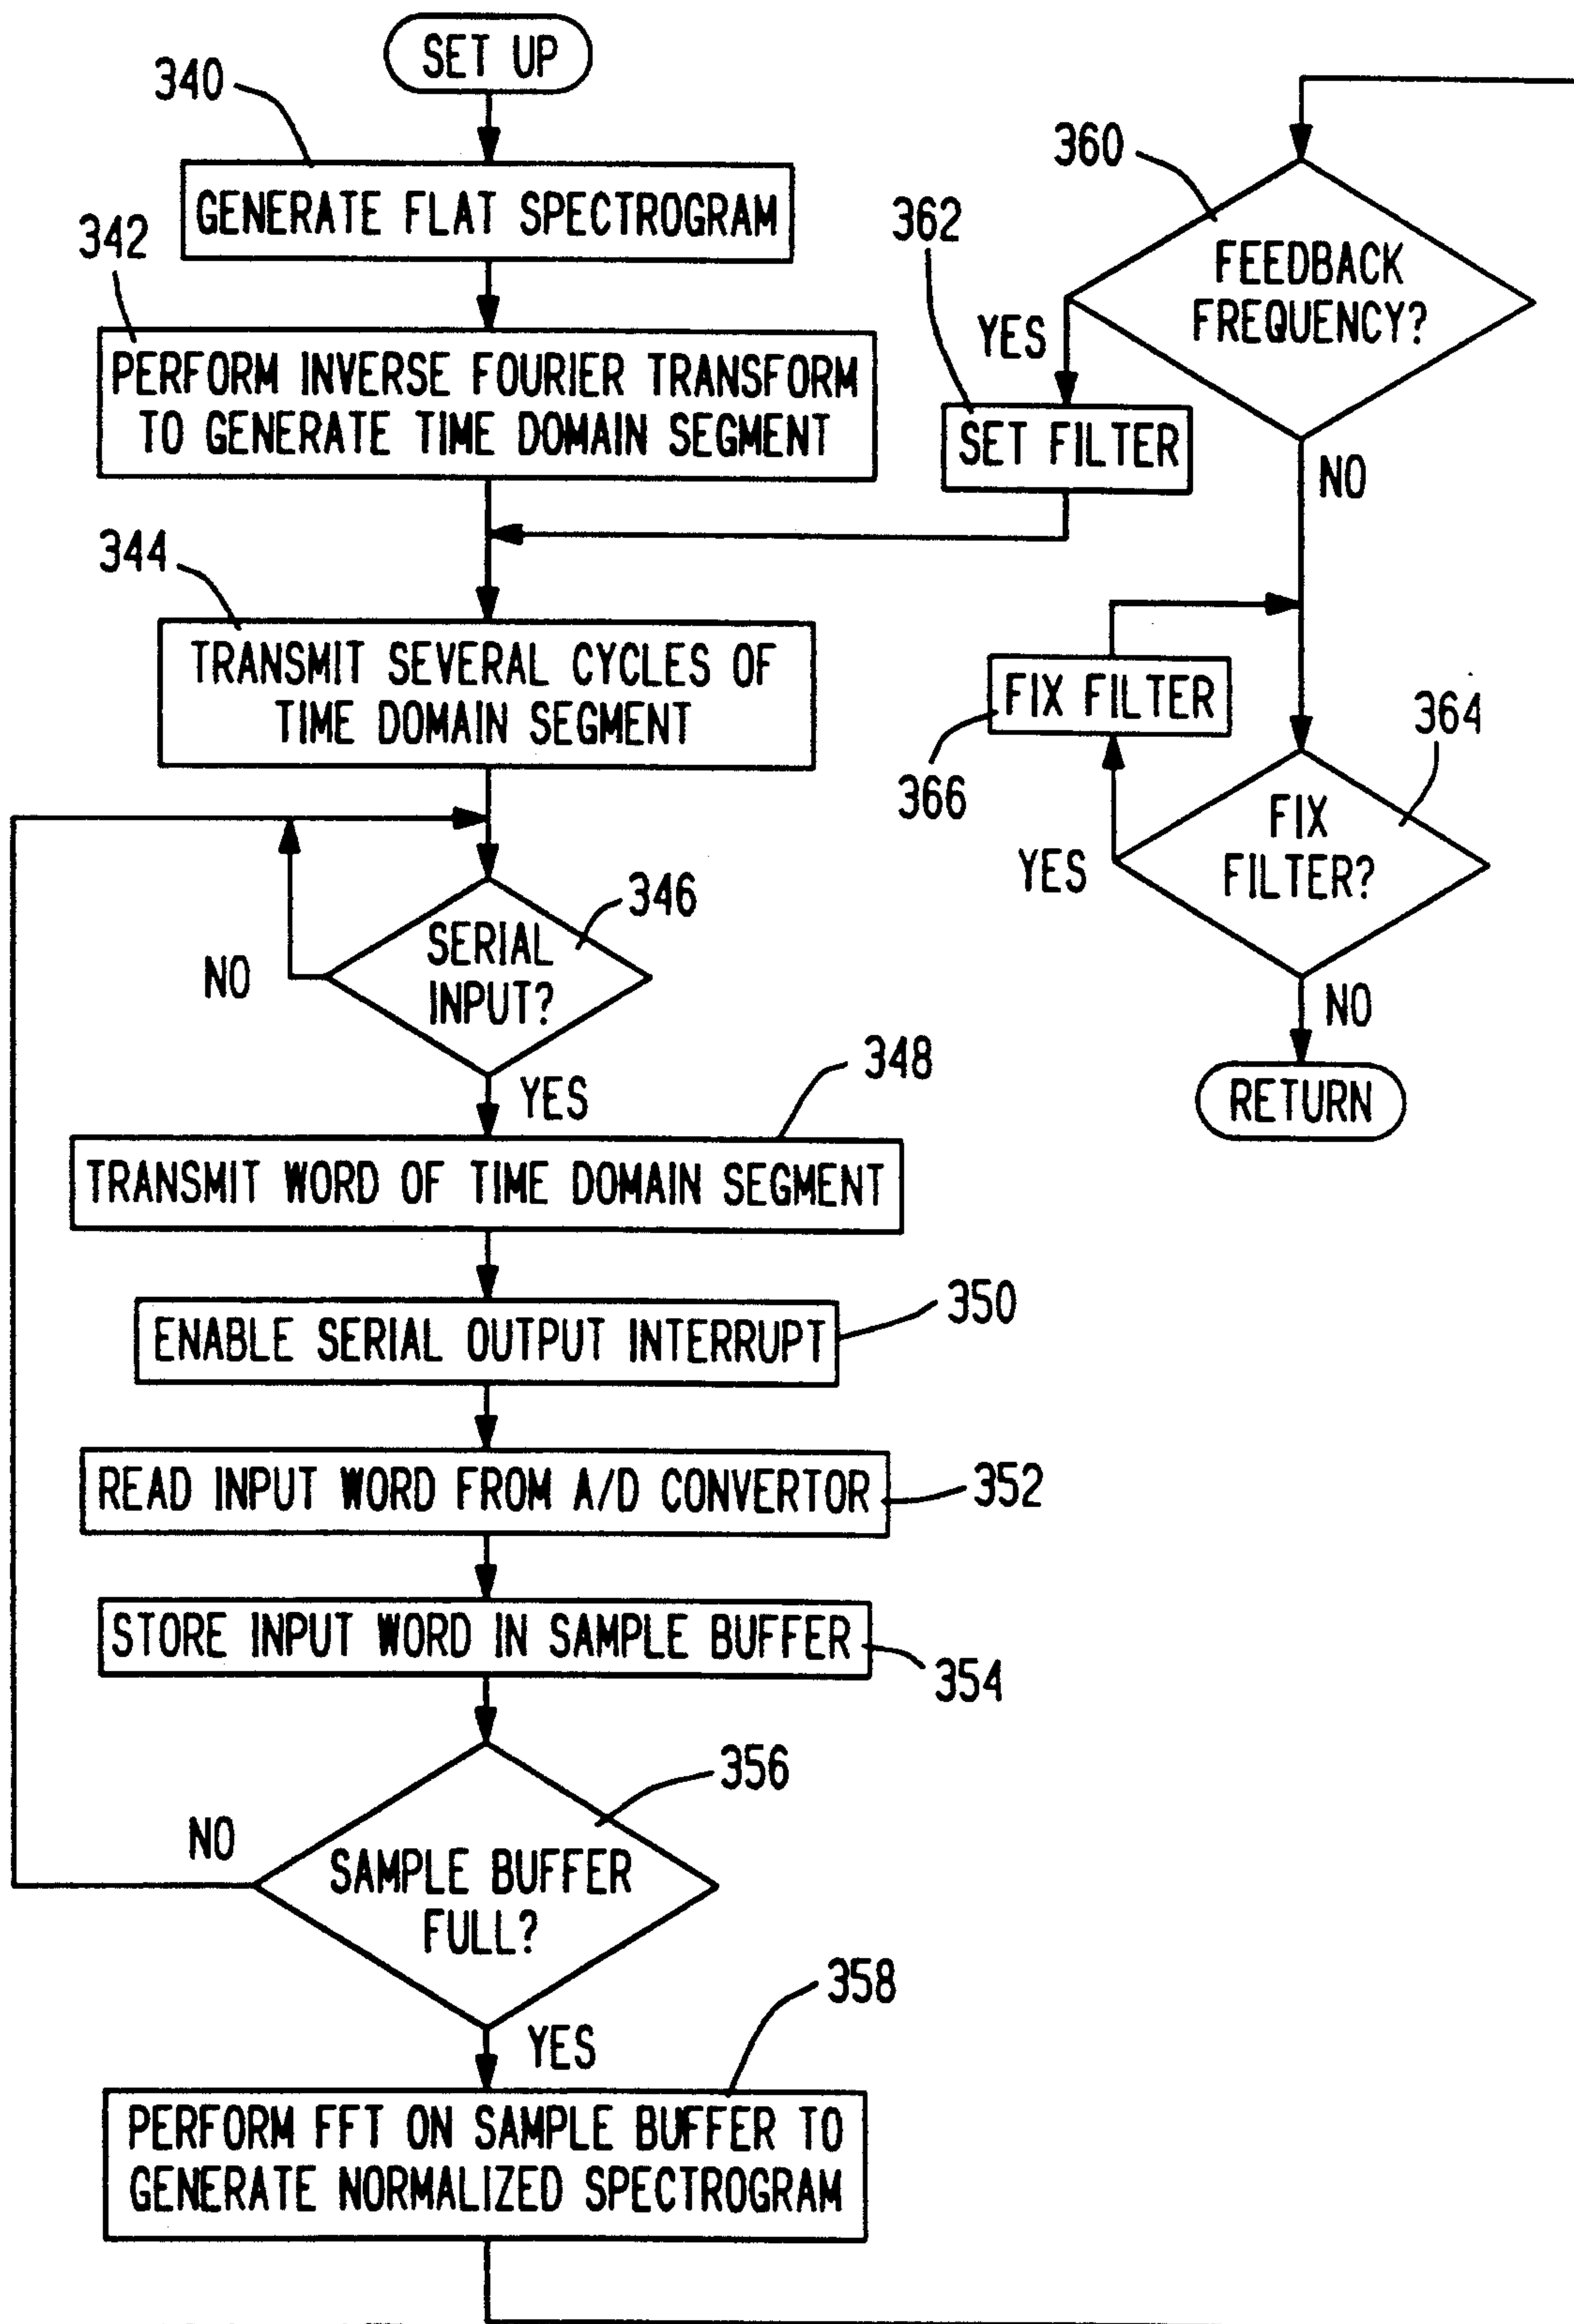 SET UP
340
GENERATE FLAT SPECTROGRAM
342
PERFORM INVERSE FOURIER TRANSFORM
TO GENERATE TIME DOMAIN SEGMENT
344
TRANSMIT SEVERAL CYCLES OF
TIME DOMAIN SEGMENT
346
SERIAL
INPUT?
NO
YES
348
TRANSMIT WORD OF TIME DOMAIN SEGMENT
350
ENABLE SERIAL OUTPUT INTERRUPT
READ INPUT WORD FROM A/D CONVERTOR
352
STORE INPUT WORD IN SAMPLE BUFFER
354
356
NO
SAMPLE BUFFER
FULL?
358
YES
PERFORM FFT ON SAMPLE BUFFER TO
GENERATE NORMALIZED SPECTROGRAM
360
FEEDBACK
FREQUENCY?
362
YES
SET FILTER
NO
FIX FILTER
366
364
FIX
FILTER?
YES
NO
RETURN